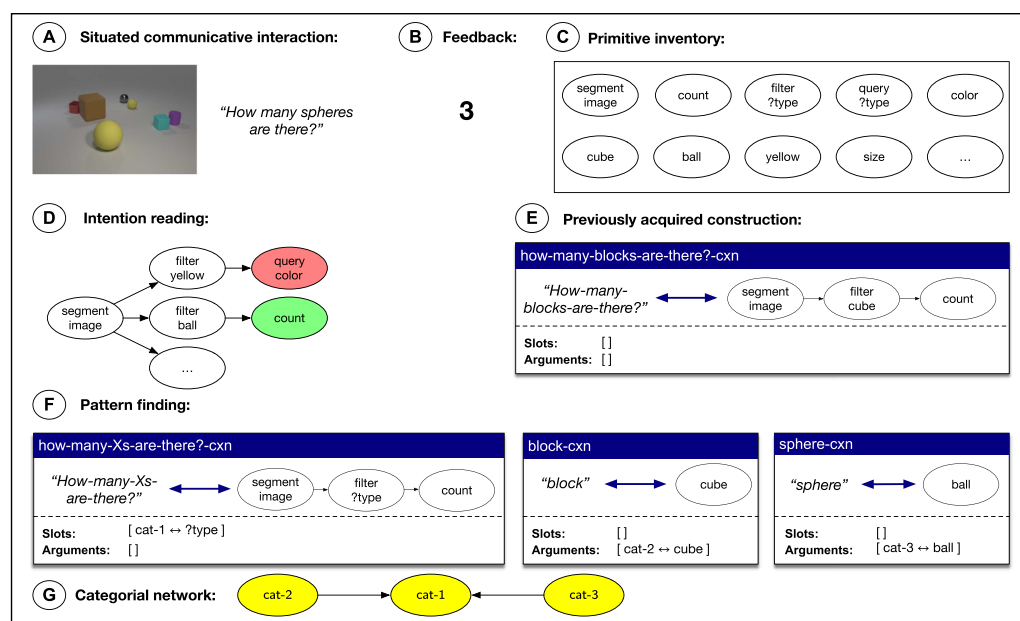 A Situated communicative interaction:
B Feedback:
C Primitive inventory:
“How many spheres
are there?”
3
segment
image
count
filter
?type
query
?type
color
cube
ball
yellow
size
...
D Intention reading:
segment
image
filter
yellow
query
color
filter
ball
count
...
E Previously acquired construction:
how-many-blocks-are-there?-cxn
“How-many-
blocks-are-there?”
segment
image
filter
cube
count
Slots: [ ]
Arguments: [ ]
F Pattern finding:
how-many-Xs-are-there?-cxn
“How-many-Xs-
are-there?”
segment
image
filter
?type
count
Slots: [ cat-1 ↔ ?type ]
Arguments: [ ]
block-cxn
“block”
cube
Slots: [ ]
Arguments: [ cat-2 ↔ cube ]
sphere-cxn
“sphere”
ball
Slots: [ ]
Arguments: [ cat-3 ↔ ball ]
G Categorial network:
cat-2
cat-1
cat-3